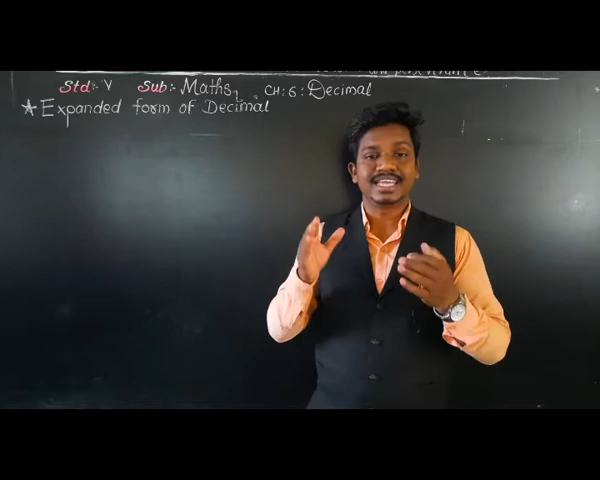 Std:- V Sub:- Maths, CH: 6: Decimal
★ Expanded form of Decimal